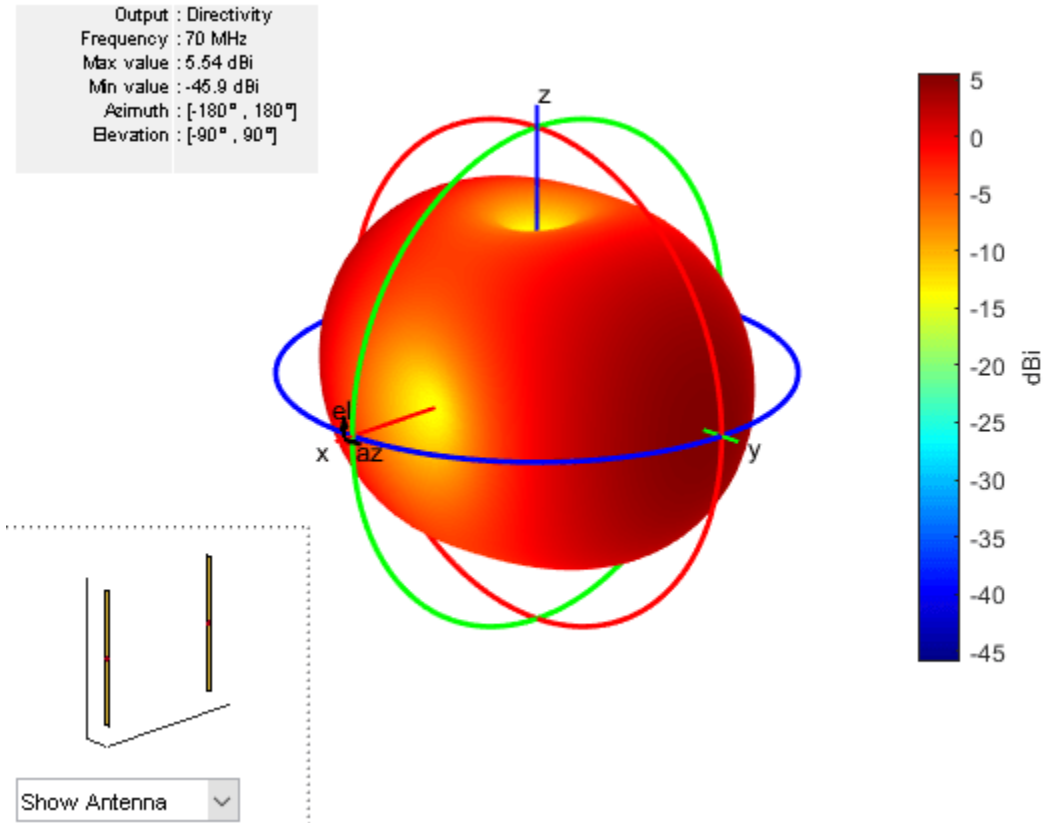 Output : Directivity
Frequency : 70 MHz
Max value : 5.54 dBi
Min value : -45.9 dBi
Azimuth : [-180° , 180°]
Elevation : [-90° , 90°]
z
el
x
az
y
5
0
-5
-10
-15
-20
-25
-30
-35
-40
-45
dBi
Show Antenna